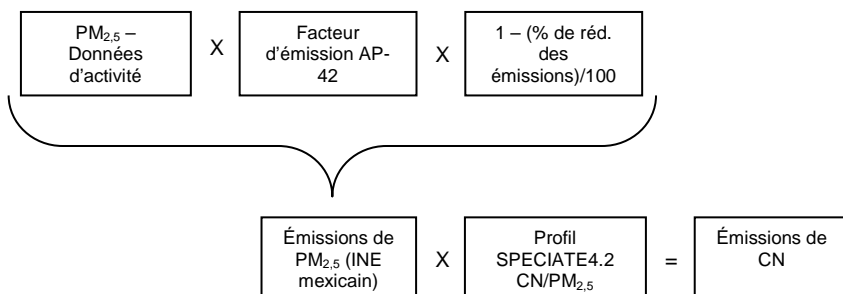 PM2,5 –
Données
d'activité
X
Facteur
d'émission AP-
42
X
1 – (% de réd.
des
émissions)/100
Émissions de
PM2,5 (INE
mexicain)
X
Profil
SPECIATE4.2
CN/PM2,5
=
Émissions de
CN